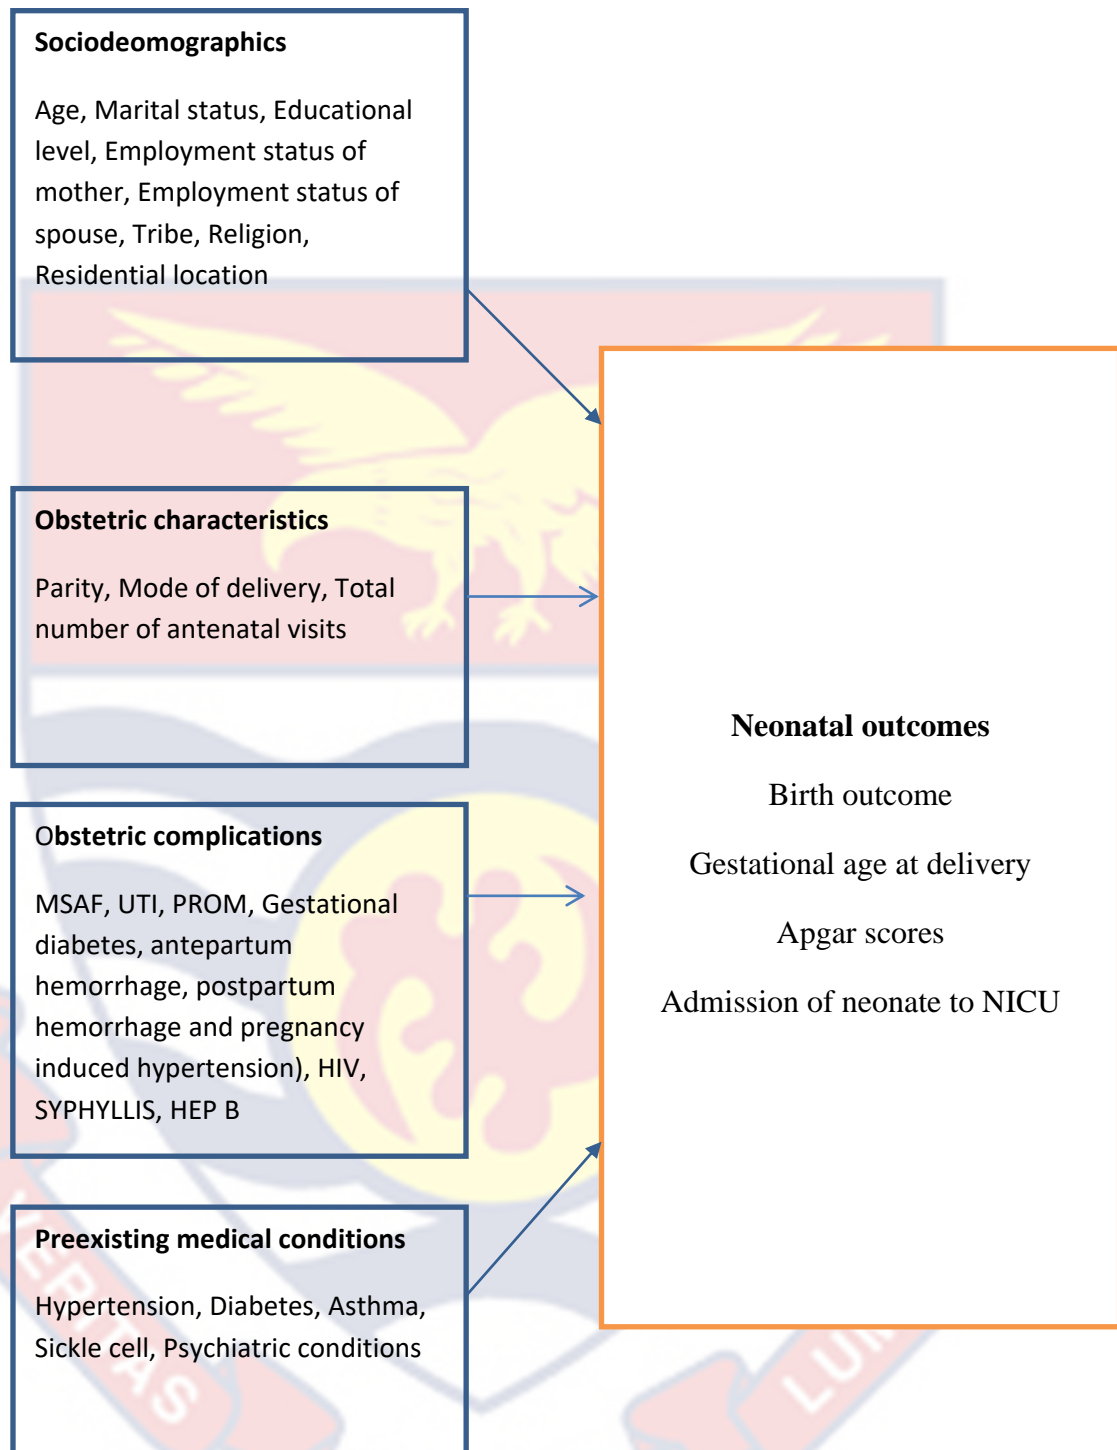 Sociodeomographics
Age, Marital status, Educational
level, Employment status of
mother, Employment status of
spouse, Tribe, Religion,
Residential location
Obstetric characteristics
Parity, Mode of delivery, Total
number of antenatal visits
Obstetric complications
MSAF, UTI, PROM, Gestational
diabetes, antepartum
hemorrhage, postpartum
hemorrhage and pregnancy
induced hypertension), HIV,
SYPHYLLIS, HEP B
Preexisting medical conditions
Hypertension, Diabetes, Asthma,
Sickle cell, Psychiatric conditions
Neonatal outcomes
Birth outcome
Gestational age at delivery
Apgar scores
Admission of neonate to NICU
VERITAS
LUM